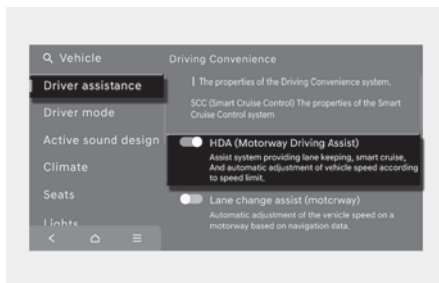 Vehicle
Driver assistance
Driver mode
Active sound design
Climate
Seats
Lights
Driving Convenience
The properties of the Driving Convenience system.
SCC (Smart Cruise Control) The properties of the Smart
Cruise Control system
HDA (Motorway Driving Assist)
Assist system providing lane keeping, smart cruise,
And automatic adjustment of vehicle speed according
to speed limit.
Lane change assist (motorway)
Automatic adjustment of the vehicle speed on a
motorway based on navigation data.